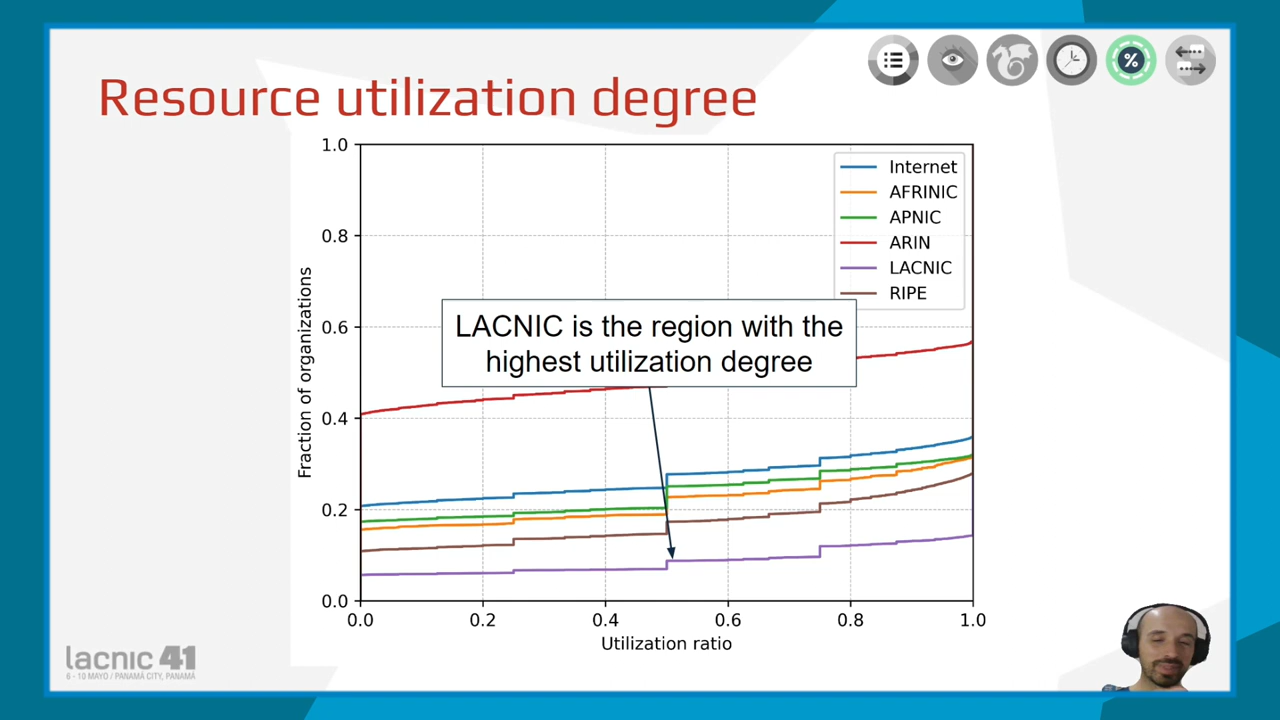 Resource utilization degree
%
1.0
0.8
0.6
0.4
0.2
0.0
Fraction of organizations
Internet
AFRINIC
APNIC
ARIN
LACNIC
RIPE
LACNIC is the region with the
highest utilization degree
0.0 0.2 0.4 0.6 0.8 1.0
Utilization ratio
lacnic 41
6 - 10 MAYO / PANAMÁ CITY, PANAMÁ